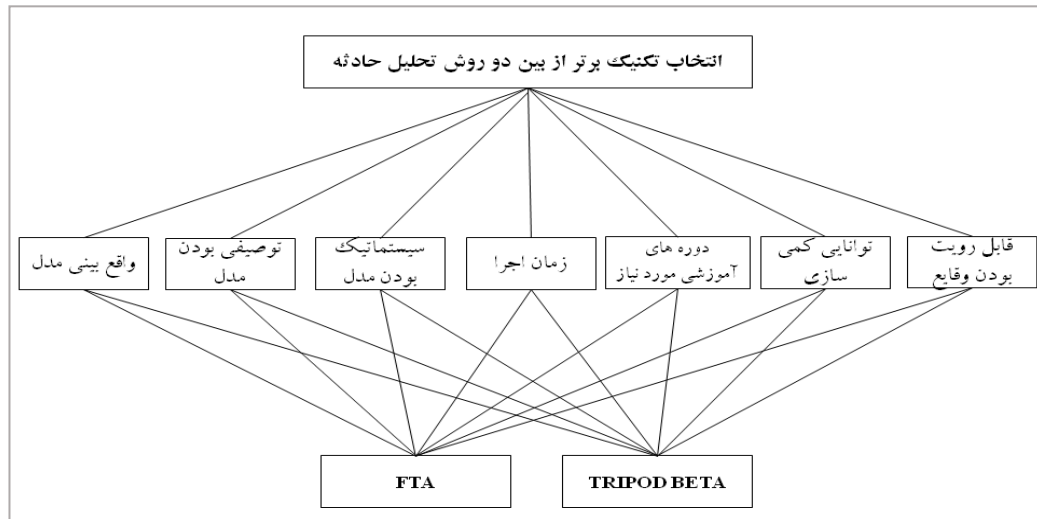 انتخاب تکنیک برتر از بین دو روش تحلیل حادثه
قابل رویت
بودن وقایع
توانایی کمی
سازی
دوره های
آموزشی مورد نیاز
زمان اجرا
سیستماتیک
بودن مدل
توصیفی بودن
مدل
واقع بینی مدل
FTA
TRIPOD BETA